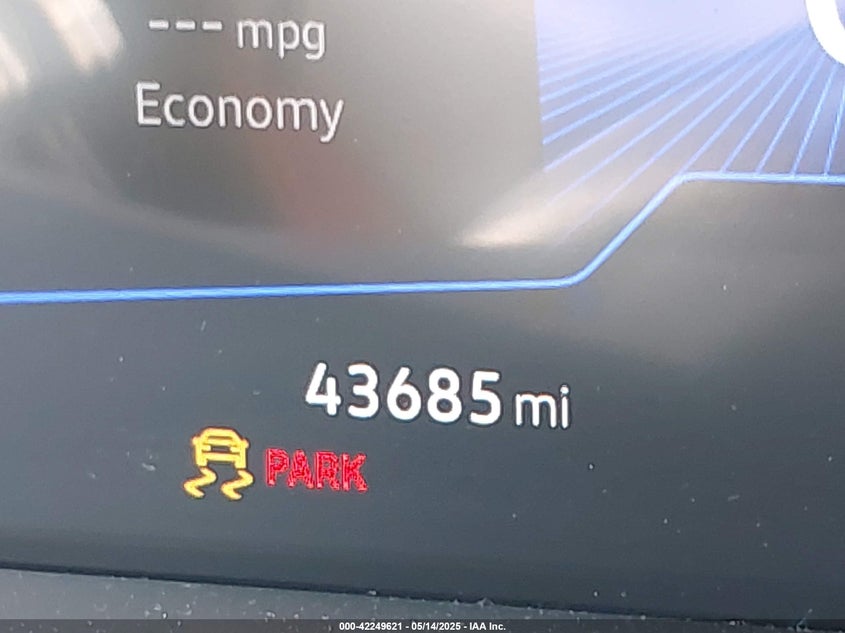 --- mpg
Economy
43685 mi
PARK
000-42249621 - 05/14/2025 - IAA Inc.